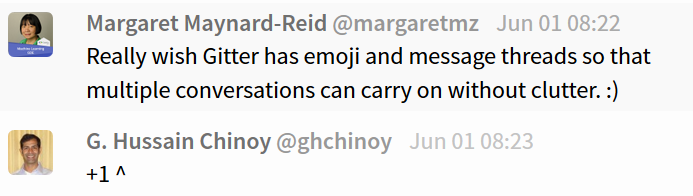 Margaret Maynard-Reid @margaretmz Jun 01 08:22
Really wish Gitter has emoji and message threads so that
multiple conversations can carry on without clutter. :)
G. Hussain Chinoy @ghchinoy Jun 01 08:23
+1 ^